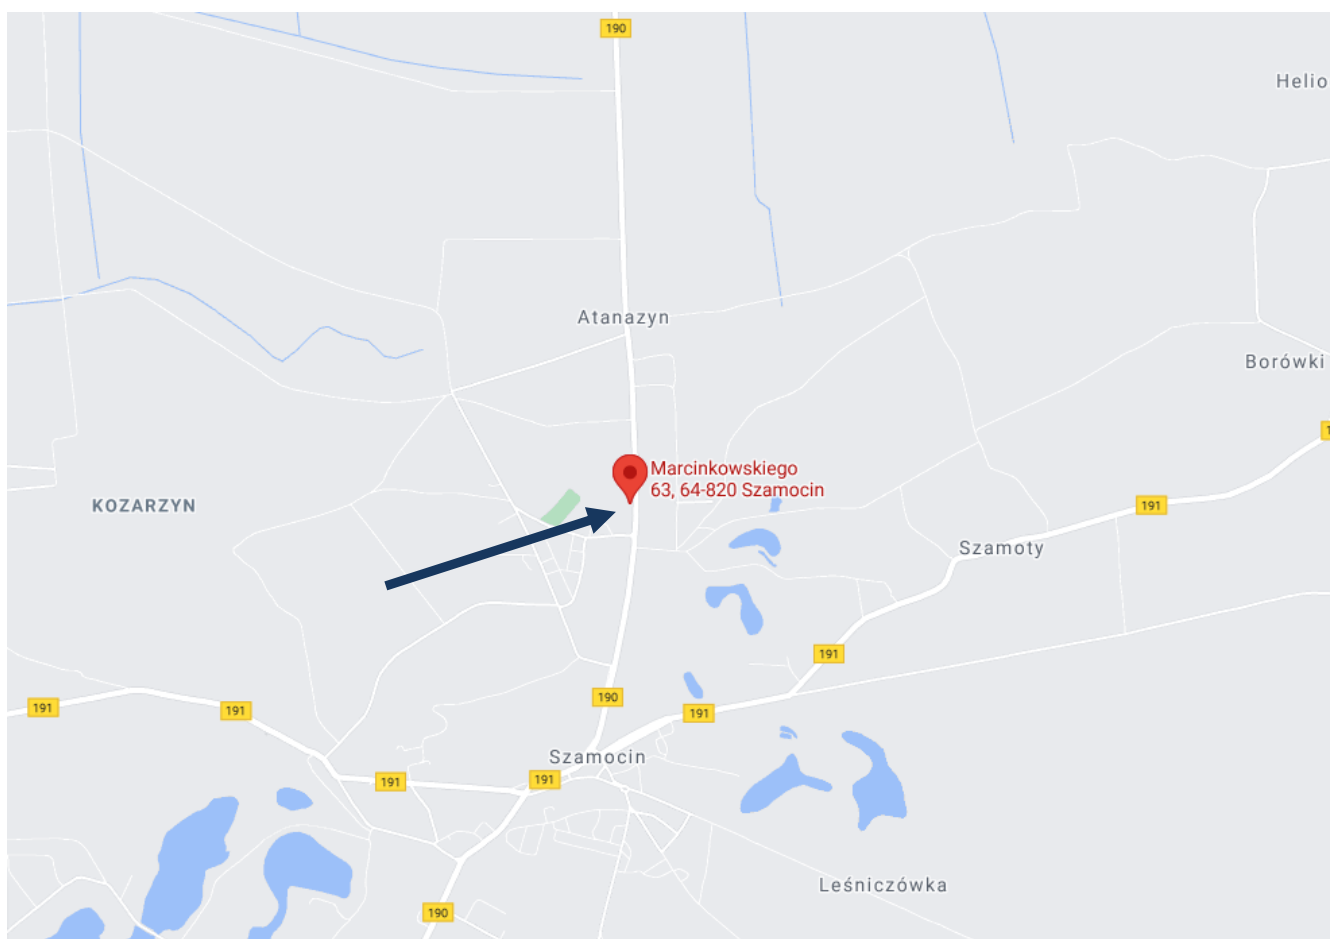 190
Helio
Atanazyn
Borówki
1
Marcinkowskiego
63, 64-820 Szamocin
KOZARZYN
191
Szamoty
191
190
191
191
191
Szamocin
191
191
Leśniczówka
190